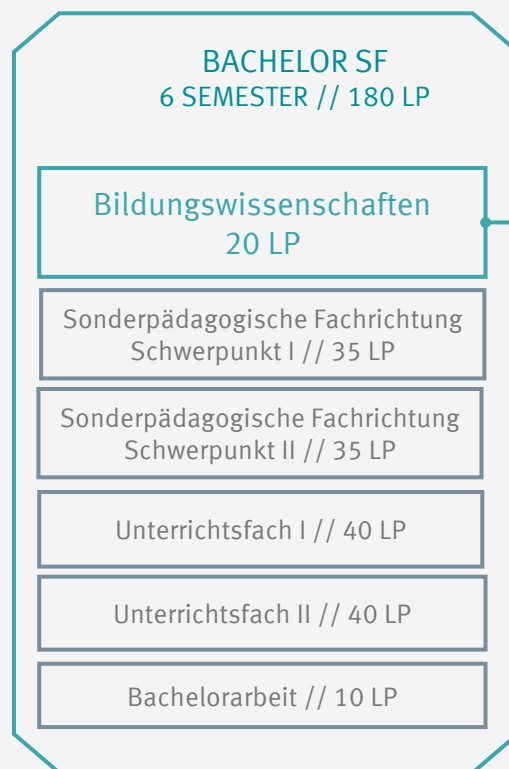 BACHELOR SF
6 SEMESTER // 180 LP
Bildungswissenschaften
20 LP
Sonderpädagogische Fachrichtung
Schwerpunkt I // 35 LP
Sonderpädagogische Fachrichtung
Schwerpunkt II // 35 LP
Unterrichtsfach I // 40 LP
Unterrichtsfach II // 40 LP
Bachelorarbeit // 10 LP